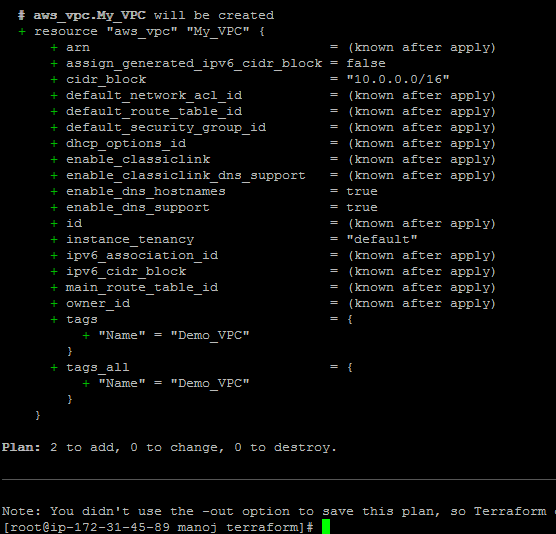 # aws_vpc.My_VPC will be created
+ resource "aws_vpc" "My_VPC" {
+ arn = (known after apply)
+ assign_generated_ipv6_cidr_block = false
+ cidr_block = "10.0.0.0/16"
+ default_network_acl_id = (known after apply)
+ default_route_table_id = (known after apply)
+ default_security_group_id = (known after apply)
+ dhcp_options_id = (known after apply)
+ enable_classiclink = (known after apply)
+ enable_classiclink_dns_support = (known after apply)
+ enable_dns_hostnames = true
+ enable_dns_support = true
+ id = (known after apply)
+ instance_tenancy = "default"
+ ipv6_association_id = (known after apply)
+ ipv6_cidr_block = (known after apply)
+ main_route_table_id = (known after apply)
+ owner_id = (known after apply)
+ tags = {
+ "Name" = "Demo_VPC"
}
+ tags_all = {
+ "Name" = "Demo_VPC"
}
}
Plan: 2 to add, 0 to change, 0 to destroy.
Note: You didn't use the -out option to save this plan, so Terraform
[root@ip-172-31-45-89 manoj terraform]#